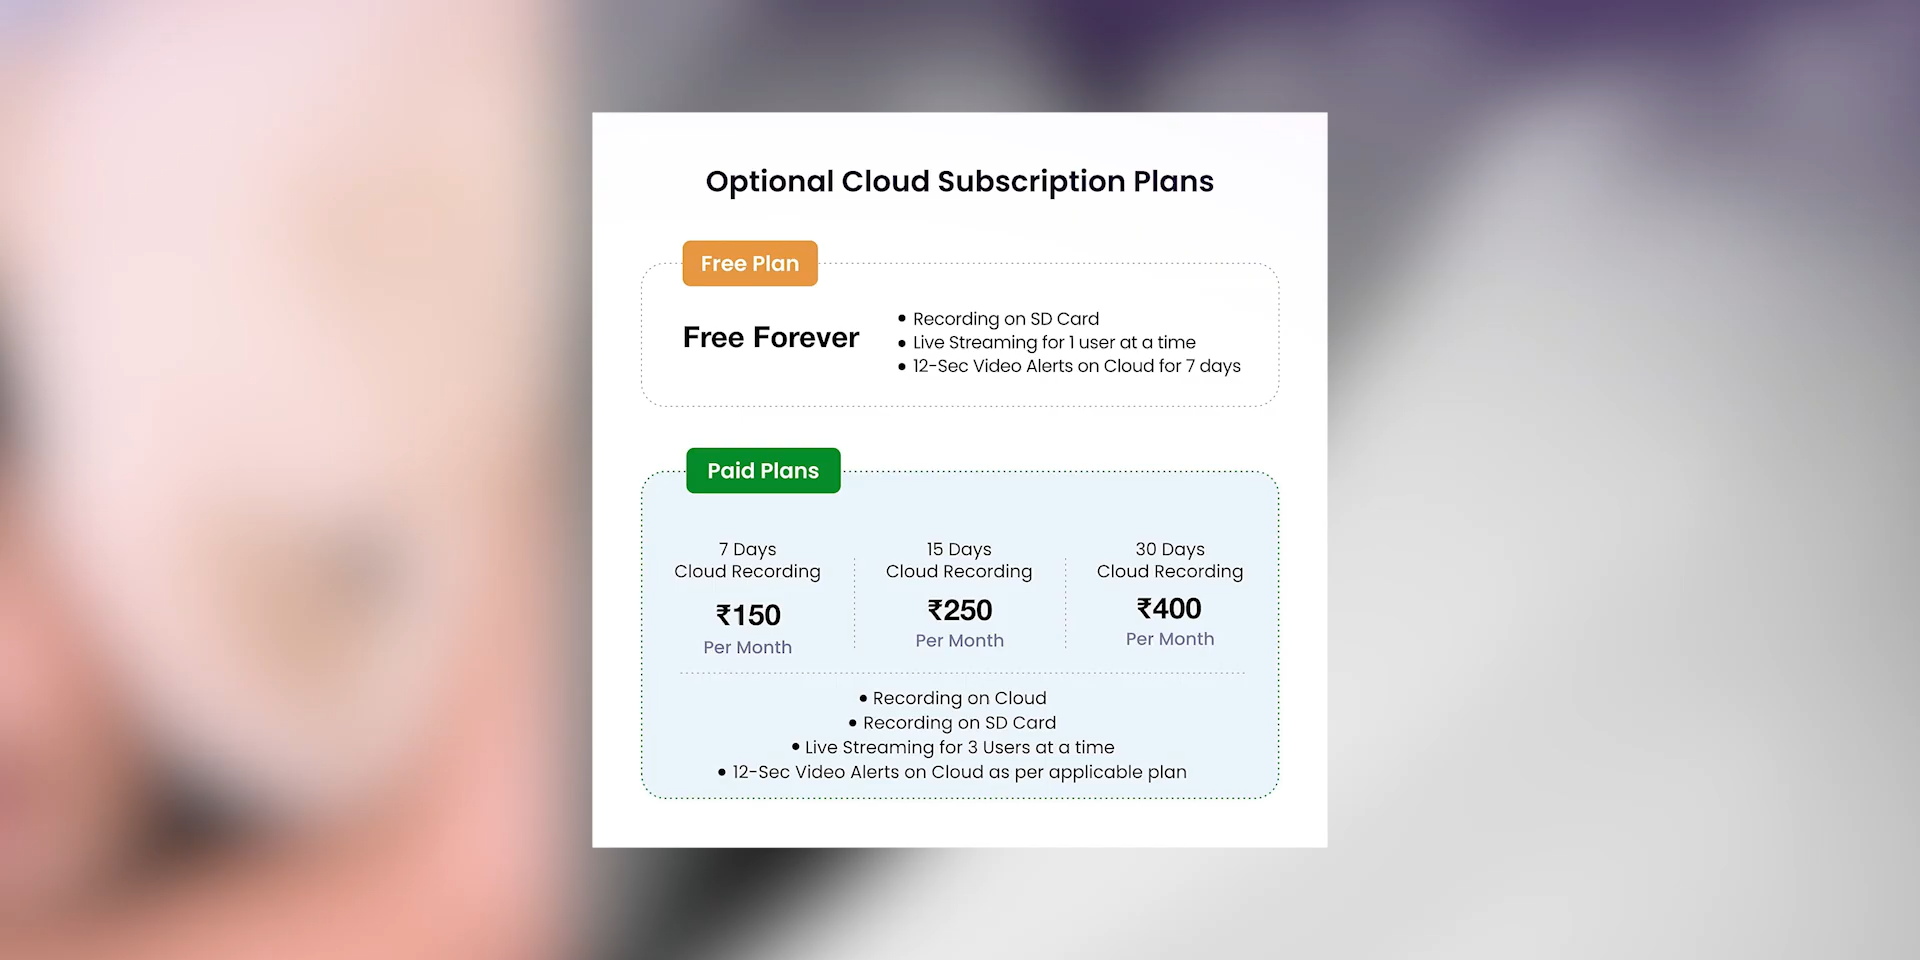 Optional Cloud Subscription Plans
Free Plan
Free Forever
• Recording on SD Card
• Live Streaming for 1 user at a time
• 12-Sec Video Alerts on Cloud for 7 days
Paid Plans
7 Days
Cloud Recording
₹150
Per Month
15 Days
Cloud Recording
₹250
Per Month
30 Days
Cloud Recording
₹400
Per Month
• Recording on Cloud
• Recording on SD Card
• Live Streaming for 3 Users at a time
• 12-Sec Video Alerts on Cloud as per applicable plan